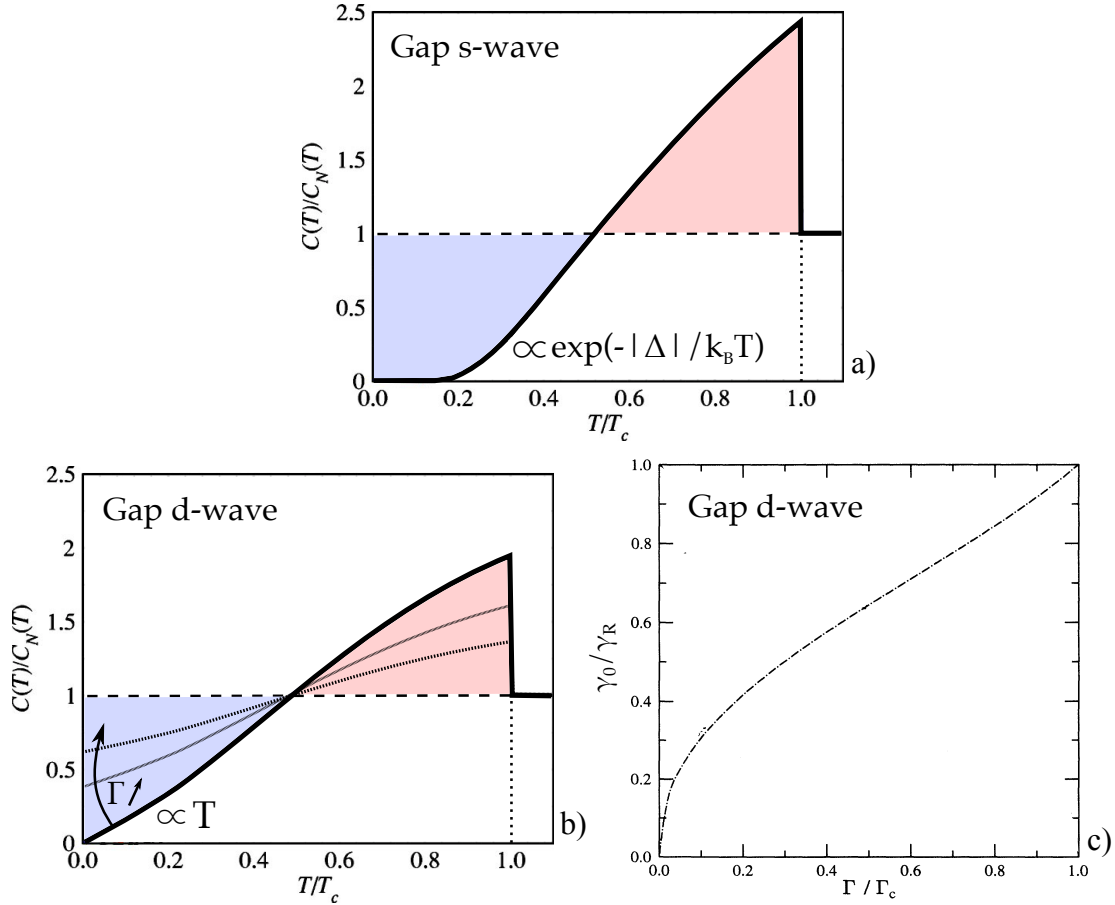 2.5
Gap s-wave
2
1.5
C(T)/C_N(T)
1
0.5
∝exp(-|Δ|/k_BT)
0
a)
0.0 0.2 0.4 0.6 0.8 1.0
T/T_c
2.5
Gap d-wave
2
1.5
C(T)/C_N(T)
1
0.5
Γ
∝T
0
b)
0.0 0.2 0.4 0.6 0.8 1.0
T/T_c
1.0
Gap d-wave
0.8
γ_0/γ_R
0.6
0.4
0.2
0.0
c)
0.0 0.2 0.4 0.6 0.8 1.0
Γ/Γ_c